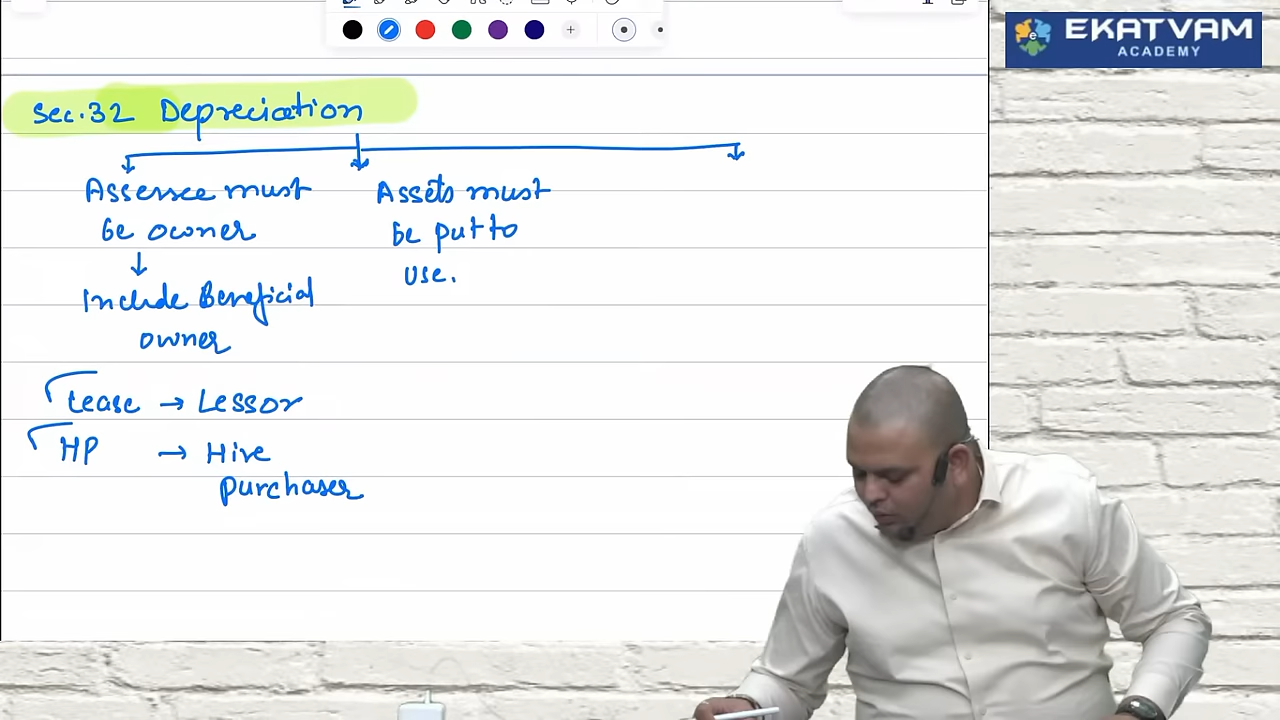 EKATVAM
ACADEMY
Sec.32 Depreciation
Assessee must
be owner
Include Beneficial
owner
Assets must
be put to
use.
Lease → Lessor
HP → Hire
purchaser